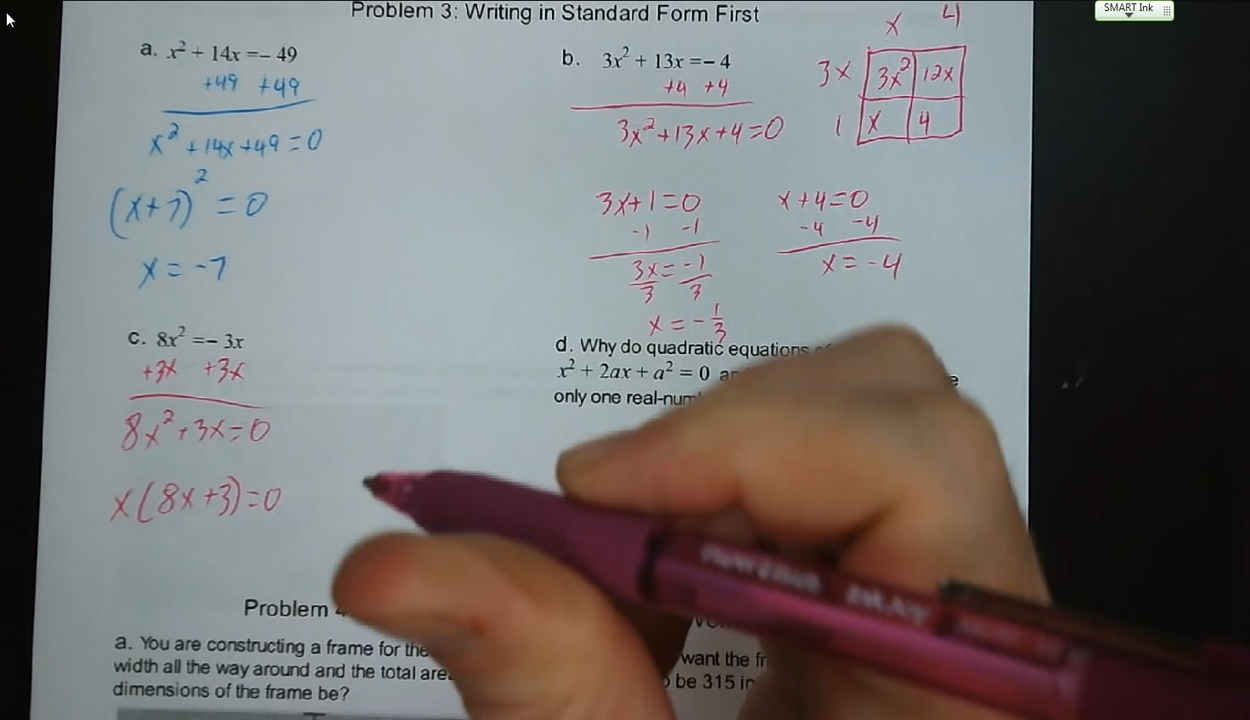 SMART Ink
Problem 3: Writing in Standard Form First
a. x² + 14x = – 49
+49 +49
x² + 14x + 49 = 0
(x+7)² = 0
x = -7
b. 3x² + 13x = – 4
+4 +4
3x² + 13x + 4 = 0
x 4
3x 3x² 12x
1 x 4
3x+1=0
-1 -1
3x = -1
3 3
x = -1/3
x+4=0
-4 -4
x = -4
c. 8x² = – 3x
+3x +3x
8x² + 3x = 0
x(8x+3)=0
d. Why do quadratic equations
x² + 2ax + a² = 0
only one
Problem
a. You are constructing a frame for the
want the
width all the way around and the total
be 315
dimensions of the frame be?